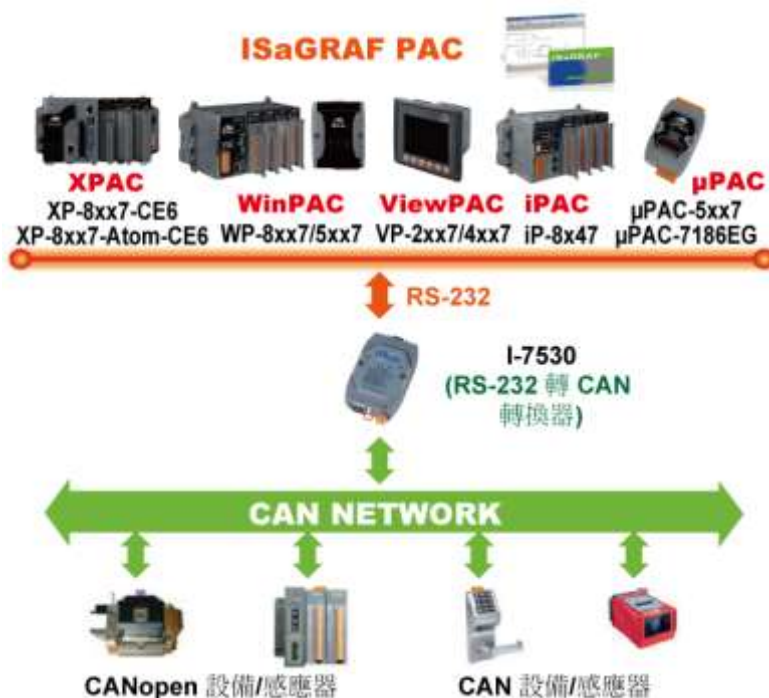 ISaGRAF PAC
ISaGRAF
XPAC
XP-8xx7-CE6
XP-8xx7-Atom-CE6
WinPAC
WP-8xx7/5xx7
ViewPAC
VP-2xx7/4xx7
iPAC
iP-8x47
µPAC
µPAC-5xx7
µPAC-7186EG
RS-232
I-7530
(RS-232 轉 CAN
轉換器)
CAN NETWORK
CANopen 設備/感應器
CAN 設備/感應器